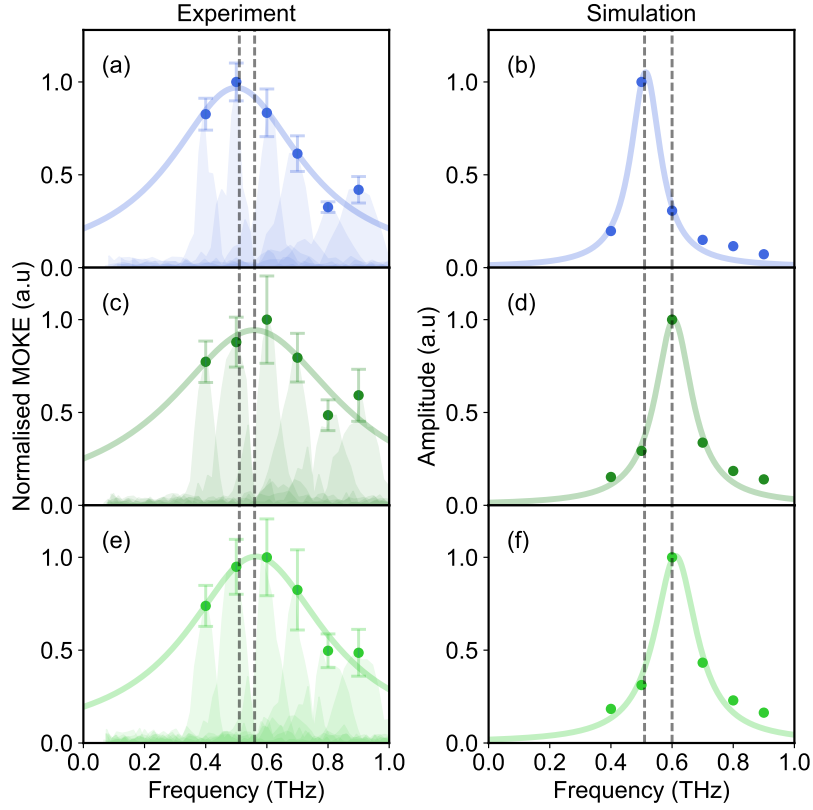 Experiment
Simulation
(a)
(b)
1.0
0.5
0.0
1.0
0.5
0.0
(c)
(d)
1.0
0.5
0.0
1.0
0.5
0.0
(e)
(f)
1.0
0.5
0.0
1.0
0.5
0.0
Normalised MOKE (a.u)
Amplitude (a.u)
0.0 0.2 0.4 0.6 0.8 1.0
0.0 0.2 0.4 0.6 0.8 1.0
Frequency (THz)
Frequency (THz)